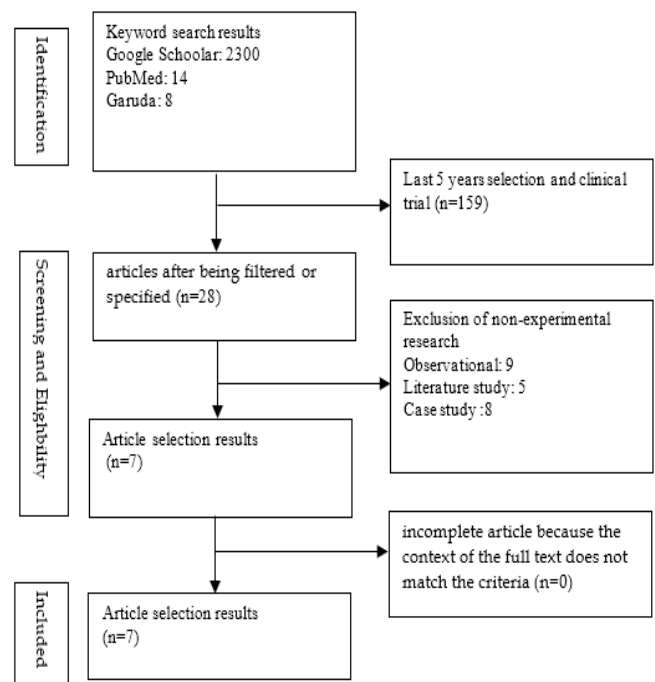 Identification
Keyword search results
Google Schoolar: 2300
PubMed: 14
Garuda: 8
Last 5 years selection and clinical
trial (n=159)
Screening and Elighbility
articles after being filtered or
specified (n=28)
Exclusion of non-experimental
research
Observational: 9
Literature study: 5
Case study :8
Article selection results
(n=7)
incomplete article because the
context of the full text does not
match the criteria (n=0)
Included
Article selection results
(n=7)